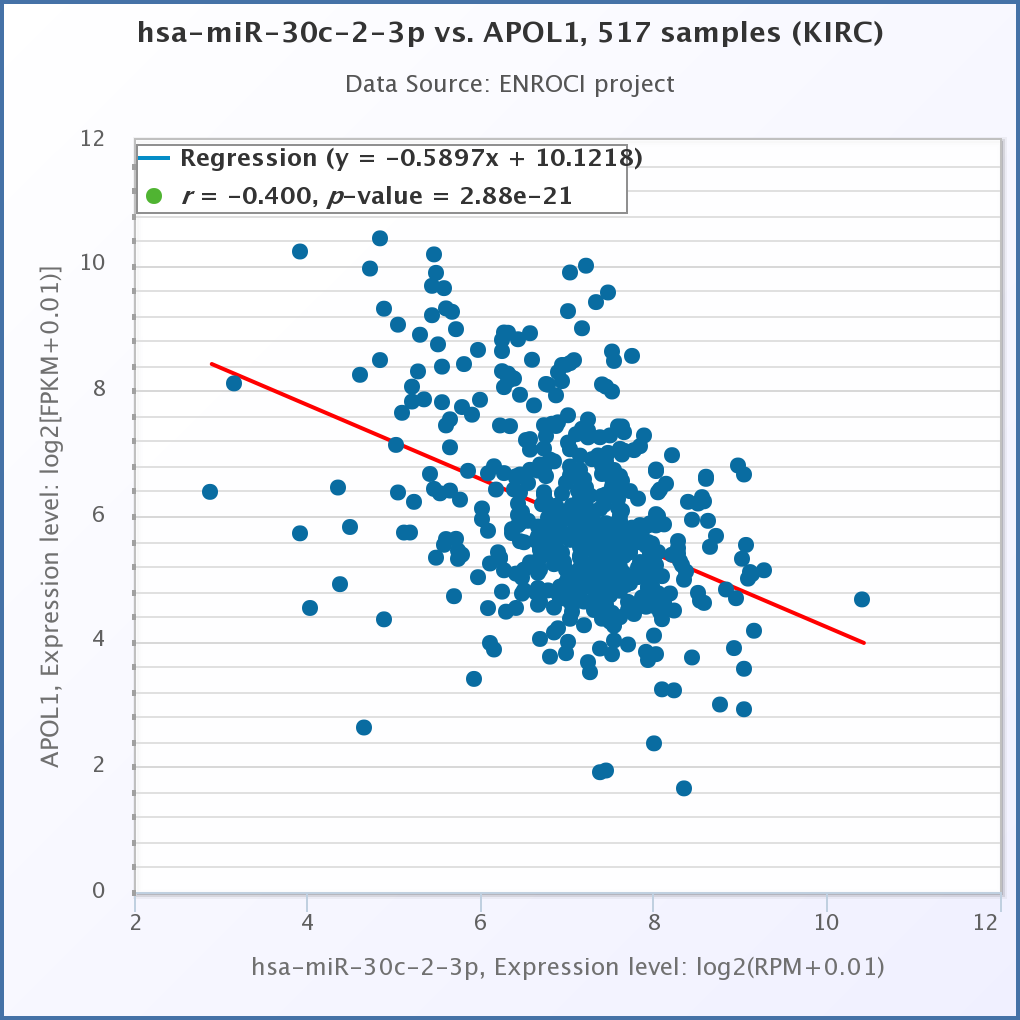 hsa-miR-30c-2-3p vs. APOL1, 517 samples (KIRC)
Data Source: ENROCI project
Regression (y = -0.5897x + 10.1218)
r = -0.400, p-value = 2.88e-21
12
10
8
6
4
2
0
APOL1, Expression level: log2[FPKM+0.01)]
2 4 6 8 10 12
hsa-miR-30c-2-3p, Expression level: log2(RPM+0.01)